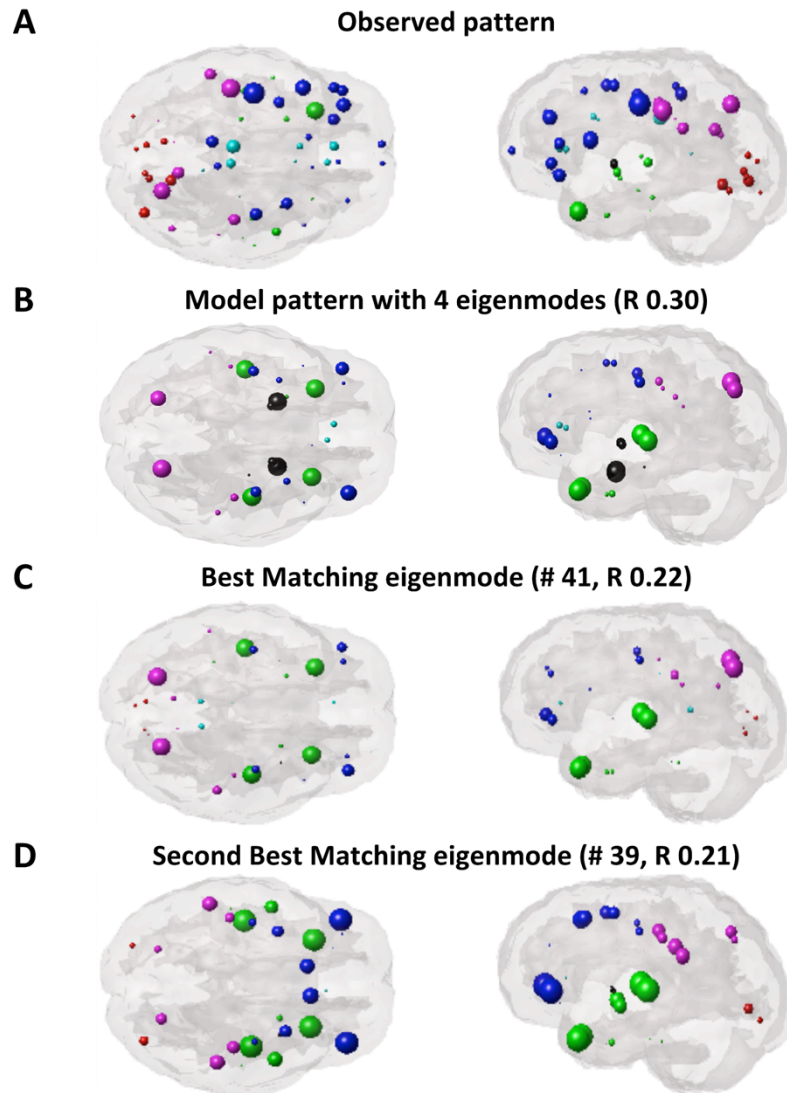 A
Observed pattern
B
Model pattern with 4 eigenmodes (R 0.30)
C
Best Matching eigenmode (# 41, R 0.22)
D
Second Best Matching eigenmode (# 39, R 0.21)